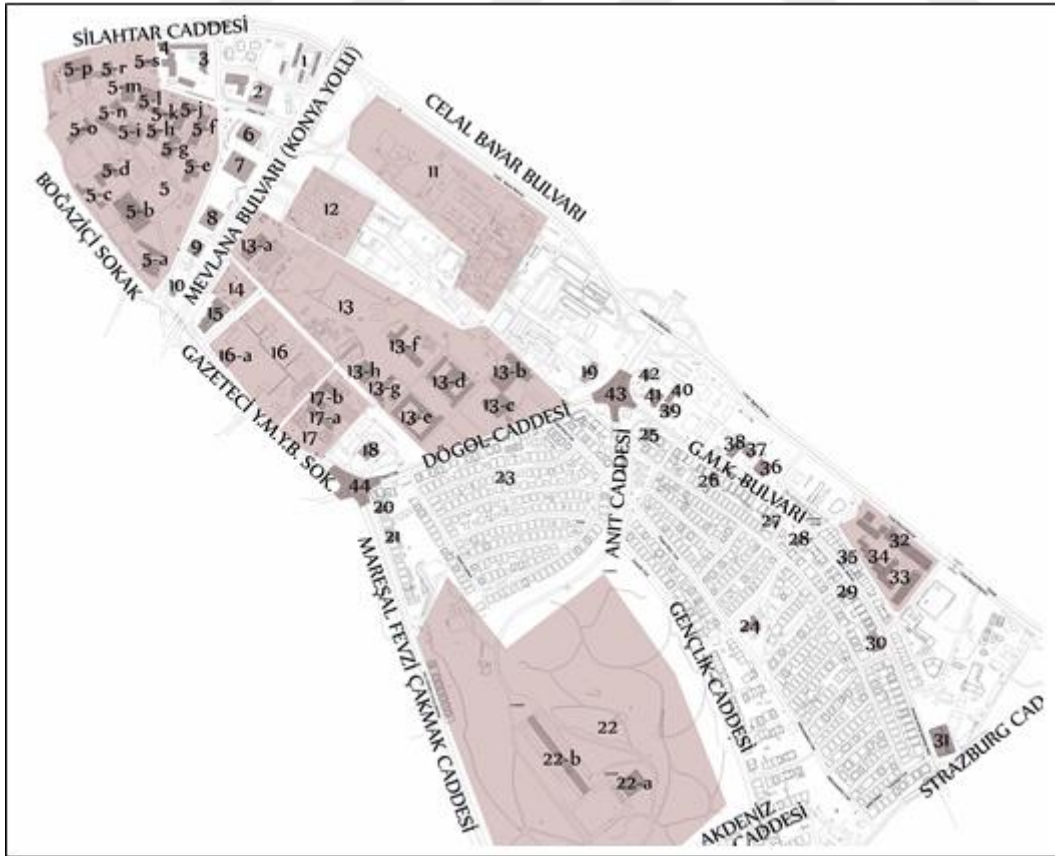 SİLAHTAR CADDESİ
4
3
1
5-p
5-r
5-s
5-m
2
5-l
5-n
5-k
5-j
5-o
5-i
5-h
5-f
6
5-g
7
5-d
5-e
5-c
5
5-b
8
9
5-a
10
BOĞAZİÇİ SOKAK
MEVLANA BULVARI (KONYA YOLU)
CELAL BAYAR BULVARI
11
12
13-a
14
13
15
16-a
16
13-f
13-h
13-g
13-d
13-b
13-c
13-e
17-b
17-a
17
18
19
GAZETECİ Y.M.Y.B. SOK.
DÖGOL CADDESİ
43
42
41
40
39
25
ANIT CADDESİ
G.M.K. BULVARI
38
37
36
26
23
44
20
21
27
28
32
35
34
33
29
24
30
MAREŞAL FEVZİ ÇAKMAK CADDESİ
GENÇLİK CADDESİ
22
22-b
22-a
31
STRAZBURG CAD
AKDENİZ
CADDESİ